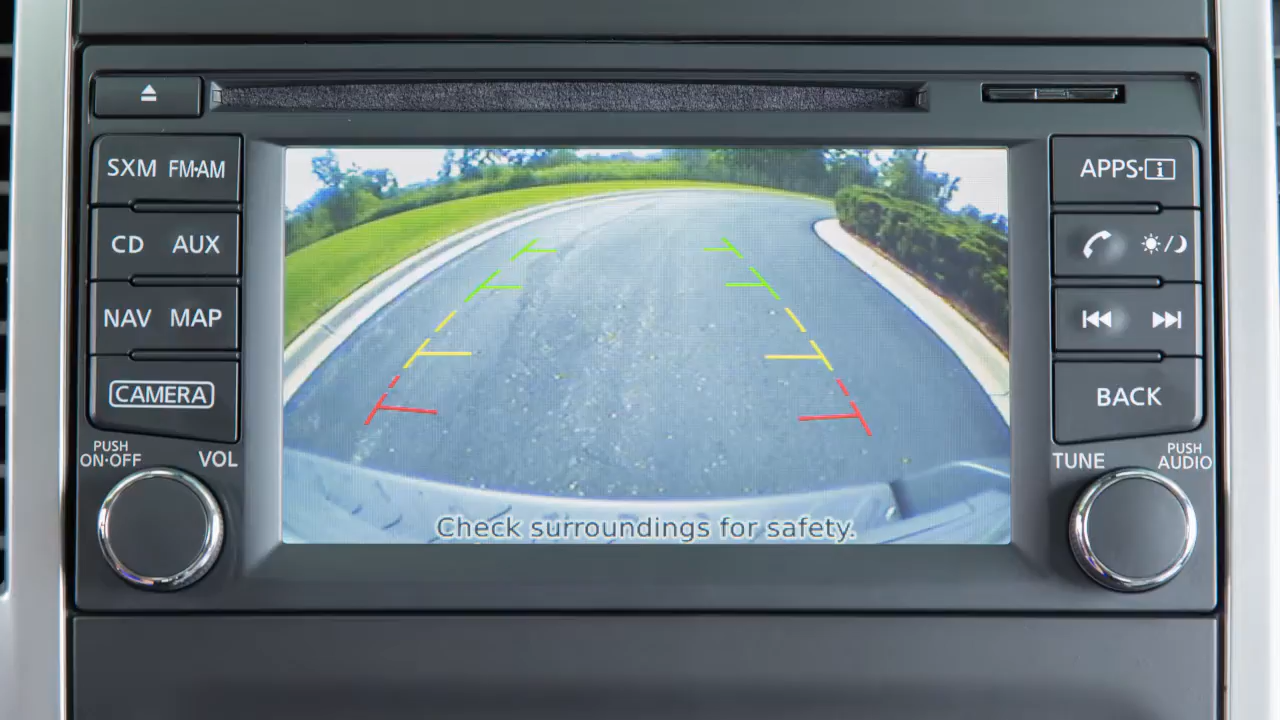 SXM FM·AM
CD AUX
NAV MAP
CAMERA
PUSH
ON·OFF
VOL
Check surroundings for safety.
APPS·i
BACK
TUNE
PUSH
AUDIO